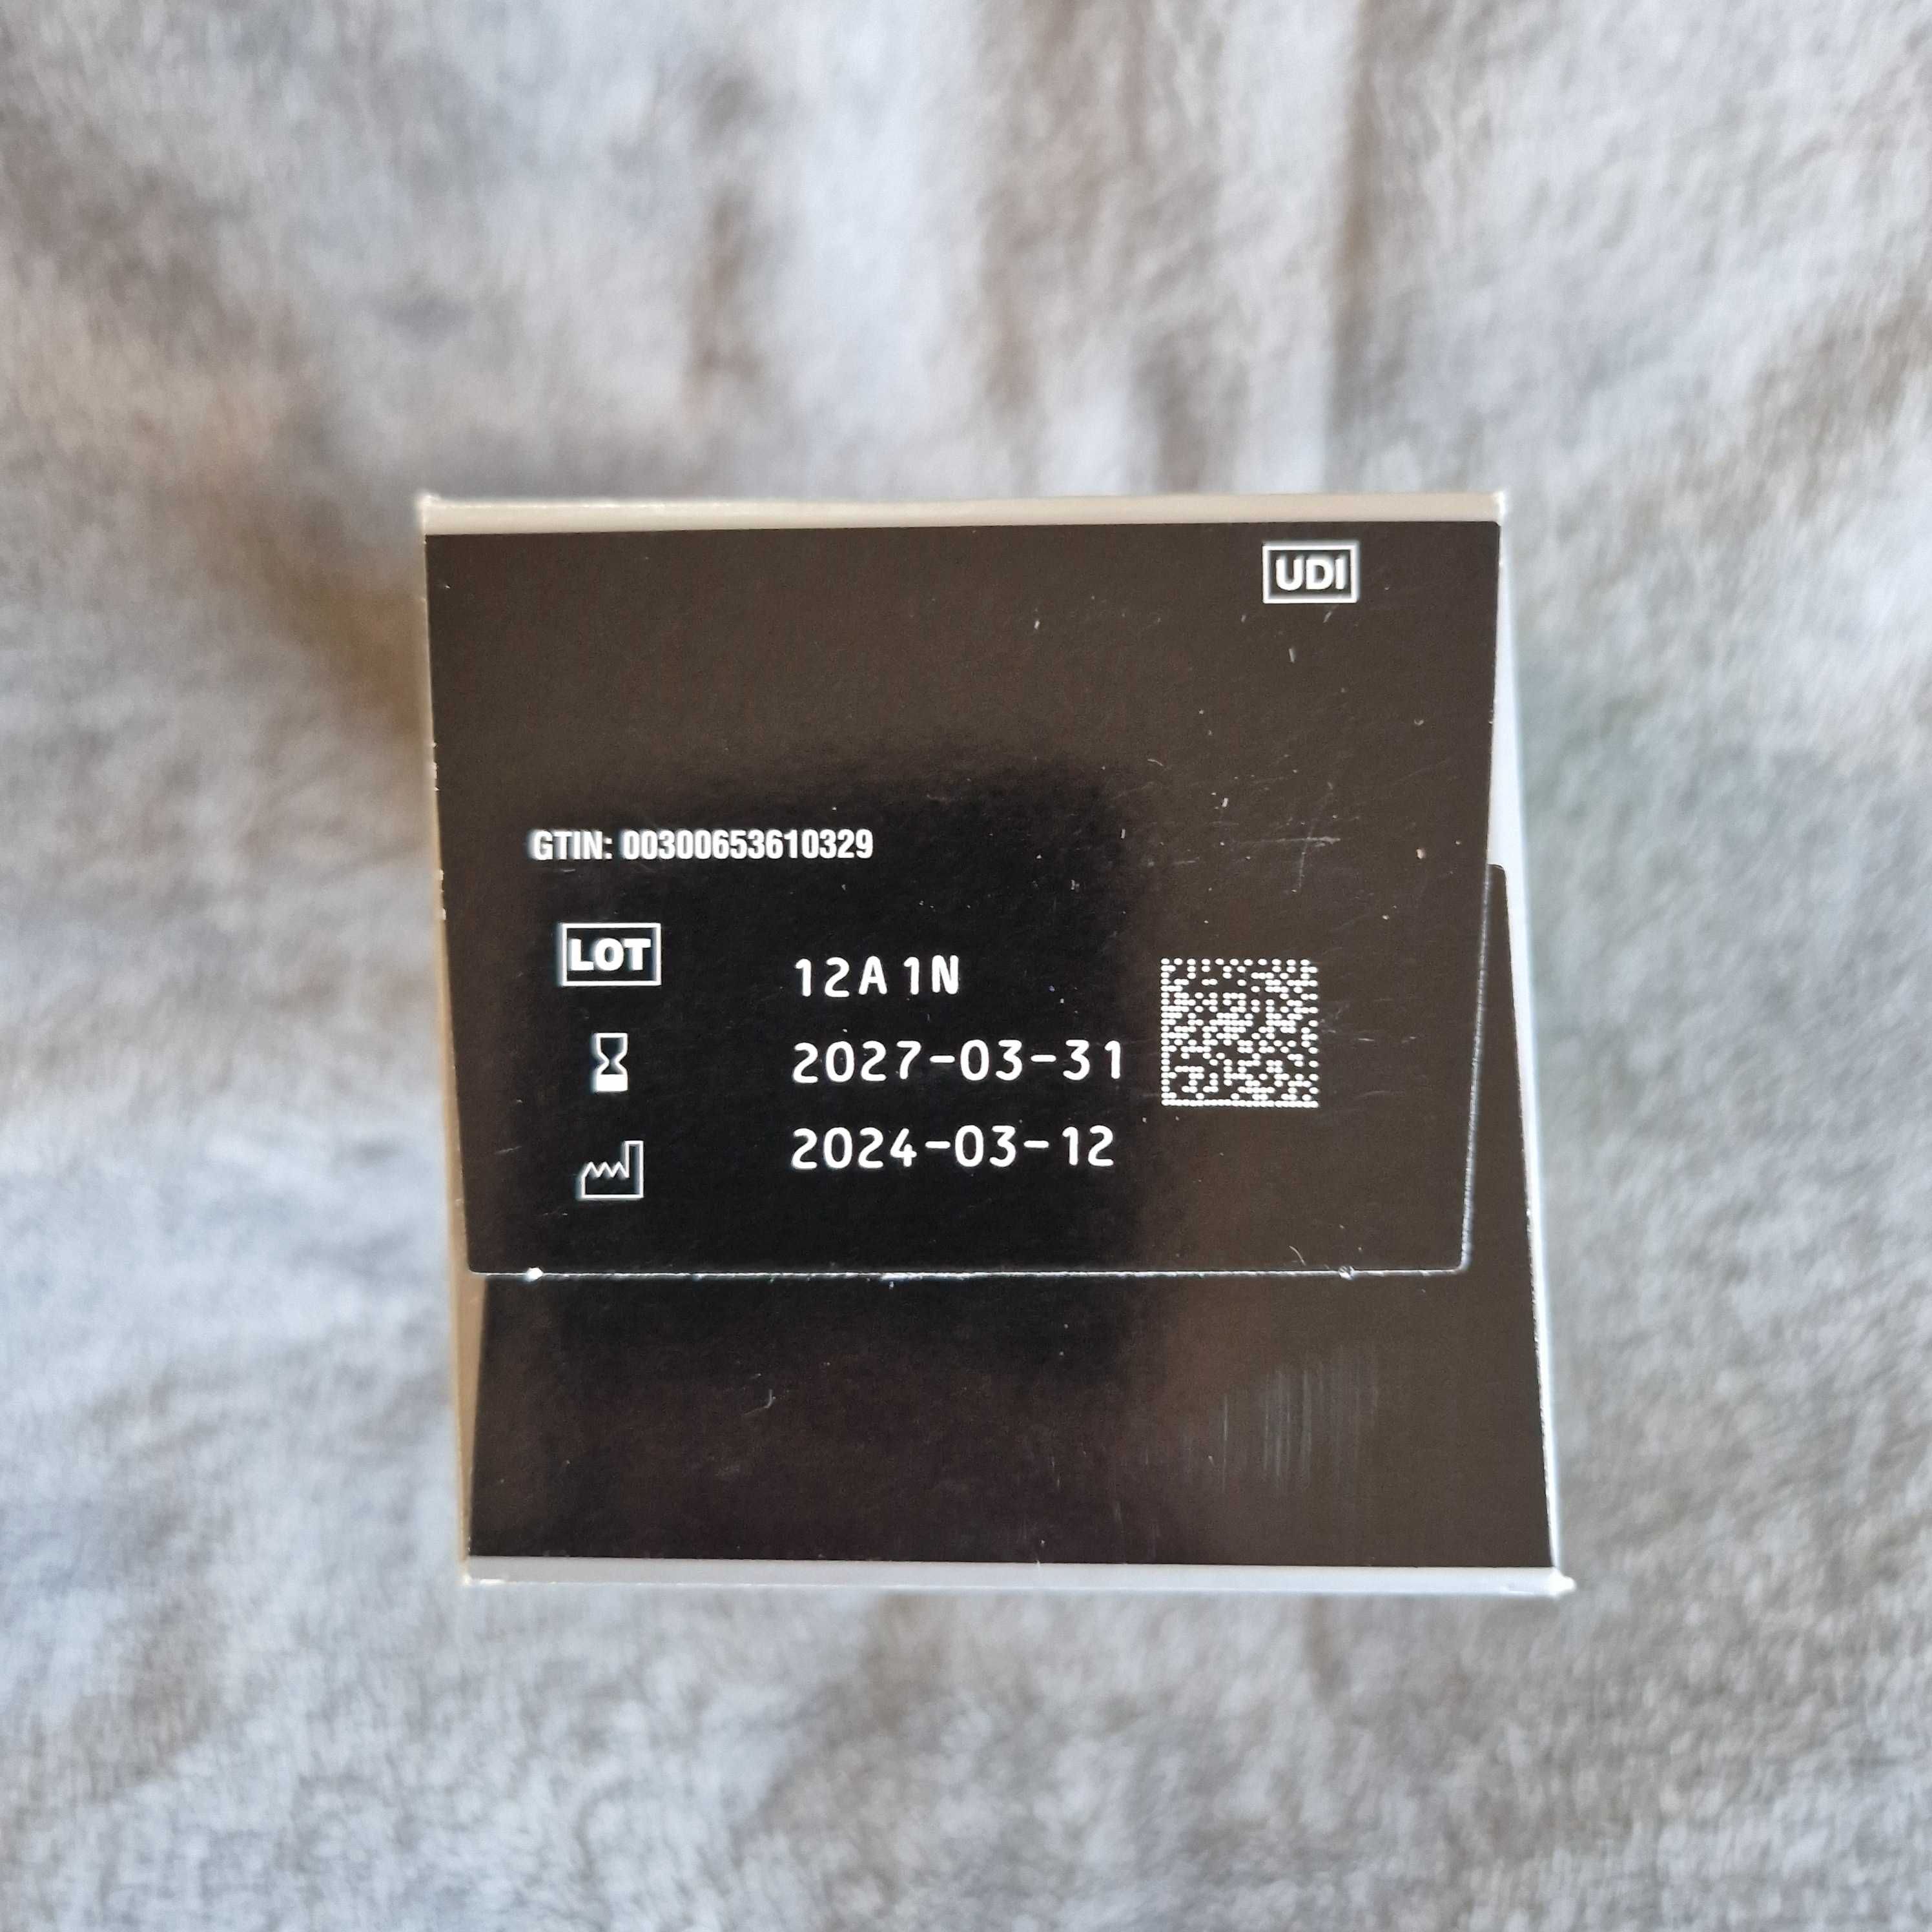 UDI
GTIN: 00300653610329
LOT 12A1N
2027-03-31
2024-03-12